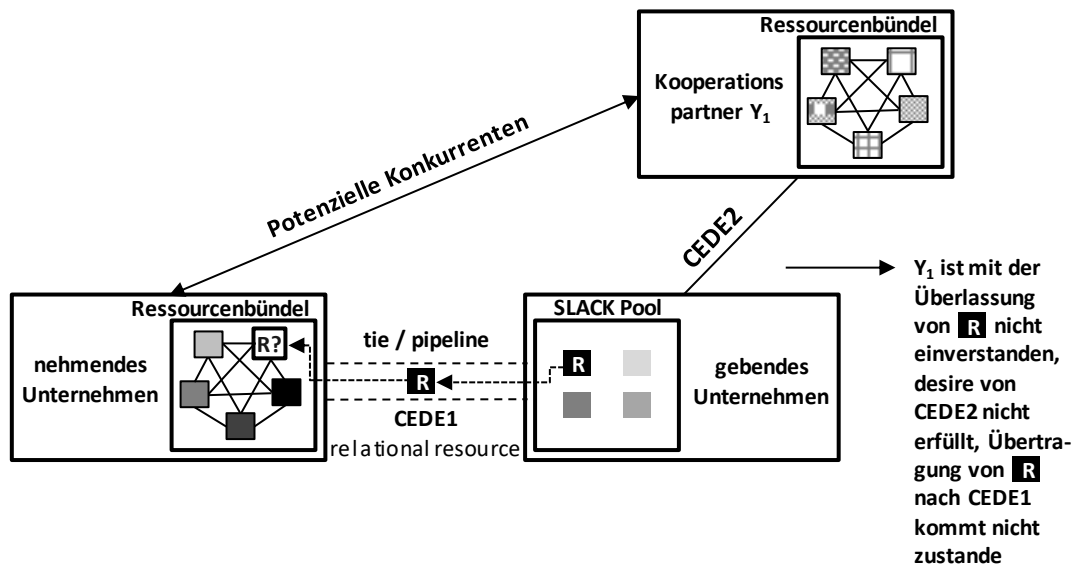 Ressourcenbündel
Kooperations
partner Y₁
Potenzielle Konkurrenten
CEDE2
Y₁ ist mit der
Überlassung
von R nicht
einverstanden,
desire von
CEDE2 nicht
erfüllt, Übertra-
gung von R
nach CEDE1
kommt nicht
zustande
Ressourcenbündel
nehmendes
Unternehmen
R?
tie / pipeline
R
CEDE1
relational resource
SLACK Pool
R
gebendes
Unternehmen